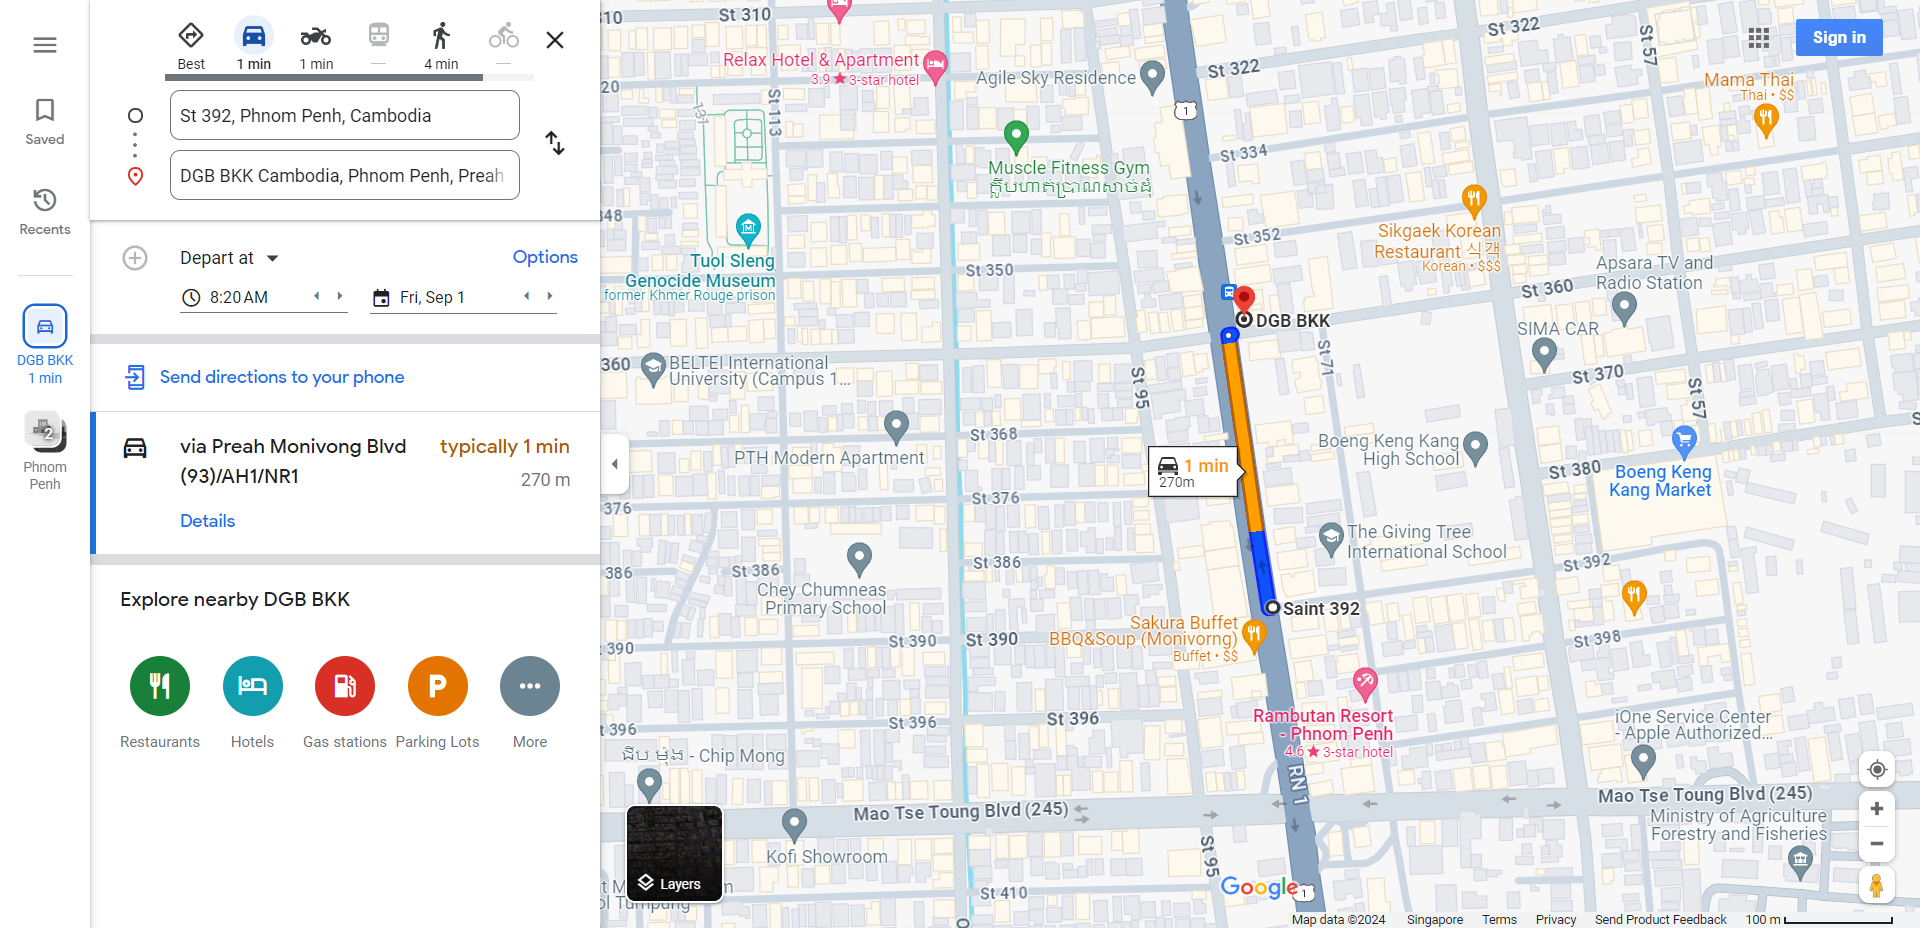 Best
1 min
1 min
4 min
St 392, Phnom Penh, Cambodia
DGB BKK Cambodia, Phnom Penh, Preah
Saved
Recents
DGB BKK
1 min
2
Phnom
Penh
Depart at
Options
8:20 AM
Fri, Sep 1
Send directions to your phone
via Preah Monivong Blvd
(93)/AH1/NR1
typically 1 min
270 m
Details
Explore nearby DGB BKK
P
Restaurants
Hotels
Gas stations
Parking Lots
More
Sign in
310
St 310
St 322
St 57
Relax Hotel & Apartment
3.9 ★ 3-star hotel
Agile Sky Residence
St 322
Mama Thai
Thai • $$
20
St 113
131
1
Muscle Fitness Gym
St 334
348
Sikgaek Korean
Restaurant 식객
Korean • $$$
St 352
Tuol Sleng
Genocide Museum
former Khmer Rouge prison
St 350
Apsara TV and
Radio Station
St 360
DGB BKK
SIMA CAR
360
BELTEI International
University (Campus 1...
St 95
St 71
St 370
St 57
S
St 368
PTH Modern Apartment
Boeng Keng Kang
High School
1 min
270m
St 380
Boeng Keng
Kang Market
376
St 376
The Giving Tree
International School
386
St 386
St 386
St 392
Chey Chumneas
Primary School
Saint 392
Sakura Buffet
BBQ&Soup (Monivorng)
Buffet • $$
390
St 390
St 390
St 398
Rambutan Resort
- Phnom Penh
4.6 ★ 3-star hotel
396
St 396
St 396
iOne Service Center
- Apple Authorized...
ជីប ម៉ុង - Chip Mong
RN 1
Mao Tse Toung Blvd (245)
Mao Tse Toung Blvd (245)
Ministry of Agriculture
Forestry and Fisheries
Kofi Showroom
St 95
Layers
St 410
Google
1
Map data ©2024
Singapore
Terms
Privacy
Send Product Feedback
100 m